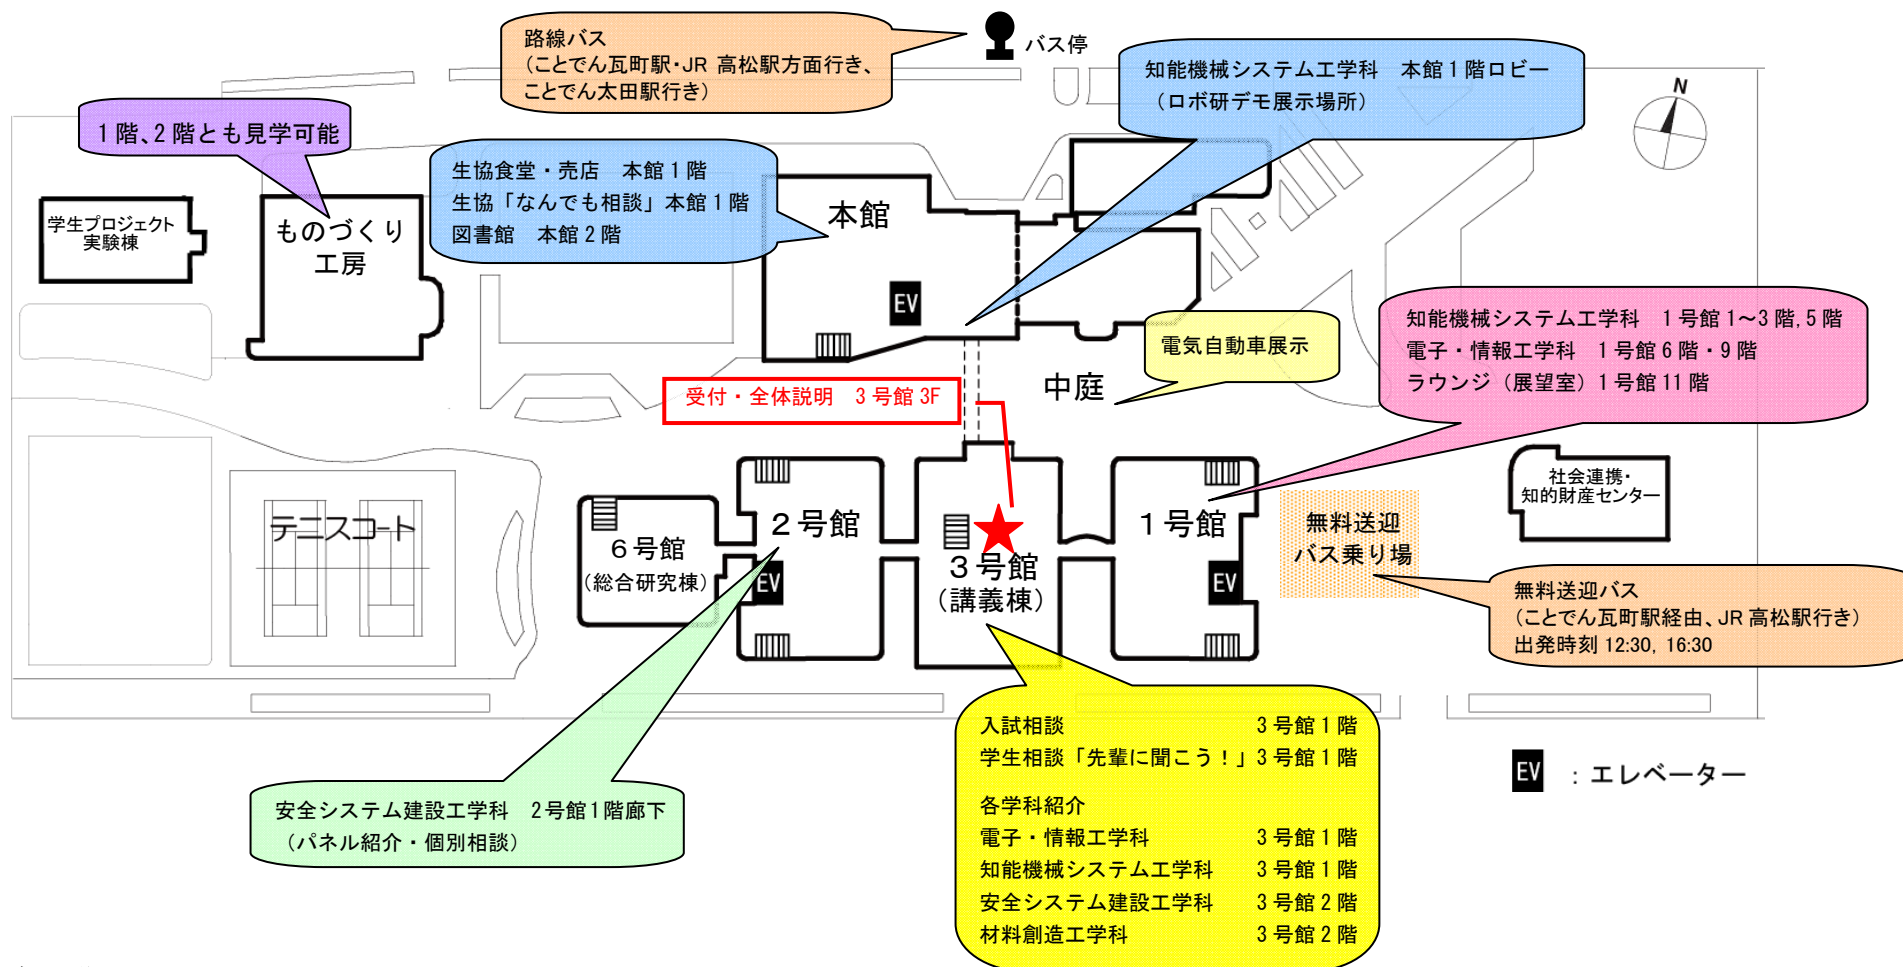 路線バス
(ことでん瓦町駅・JR 高松駅方面行き、
ことでん太田駅行き)
バス停
知能機械システム工学科　本館1階ロビー
（ロボ研デモ展示場所）
N
1階、2階とも見学可能
生協食堂・売店　本館1階
生協「なんでも相談」本館1階
図書館　本館2階
学生プロジェクト
実験棟
ものづくり
工房
本館
EV
知能機械システム工学科　1号館1～3階,5階
電子・情報工学科　1号館6階・9階
ラウンジ（展望室）1号館11階
電気自動車展示
中庭
受付・全体説明　3号館3F
社会連携・
知的財産センター
テニスコート
6号館
(総合研究棟)
2号館
EV
3号館
(講義棟)
1号館
EV
無料送迎
バス乗り場
無料送迎バス
(ことでん瓦町駅経由、JR 高松駅行き)
出発時刻 12:30, 16:30
入試相談　3号館1階
学生相談「先輩に聞こう！」3号館1階
各学科紹介
電子・情報工学科　3号館1階
知能機械システム工学科　3号館1階
安全システム建設工学科　3号館2階
材料創造工学科　3号館2階
安全システム建設工学科　2号館1階廊下
（パネル紹介・個別相談）
EV ：エレベーター